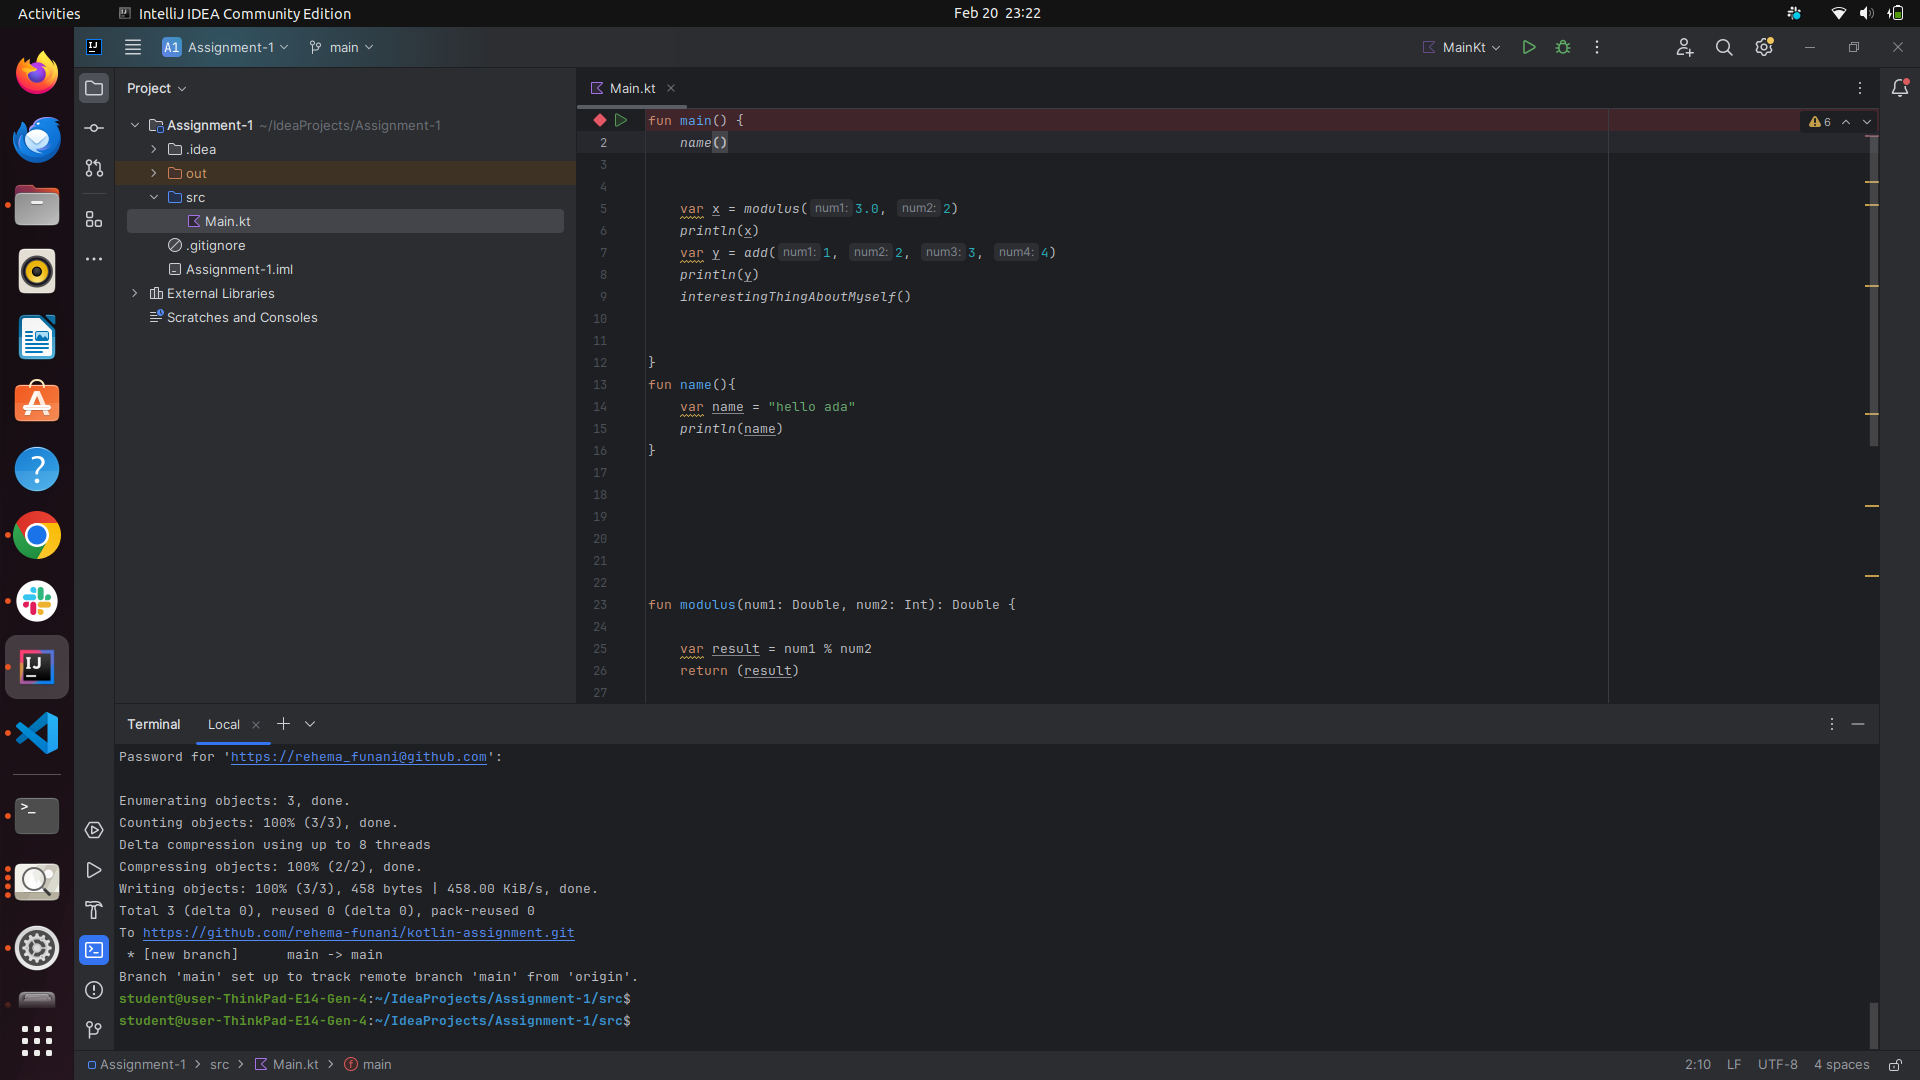 Activities
IntelliJ IDEA Community Edition
Feb 20 23:22
IJ
A1 Assignment-1
main
MainKt
Project
Main.kt
Assignment-1 ~/IdeaProjects/Assignment-1
.idea
out
src
Main.kt
.gitignore
Assignment-1.iml
External Libraries
Scratches and Consoles
6
fun main() {
2 name()
3
4
5 var x = modulus( num1: 3.0, num2: 2)
6 println(x)
7 var y = add( num1: 1, num2: 2, num3: 3, num4: 4)
8 println(y)
9 interestingThingAboutMyself()
10
11
12 }
13 fun name(){
14 var name = "hello ada"
15 println(name)
16 }
17
18
19
20
21
22
23 fun modulus(num1: Double, num2: Int): Double {
24
25 var result = num1 % num2
26 return (result)
27
Terminal
Local
Password for 'https://rehema_funani@github.com':
Enumerating objects: 3, done.
Counting objects: 100% (3/3), done.
Delta compression using up to 8 threads
Compressing objects: 100% (2/2), done.
Writing objects: 100% (3/3), 458 bytes | 458.00 KiB/s, done.
Total 3 (delta 0), reused 0 (delta 0), pack-reused 0
To https://github.com/rehema-funani/kotlin-assignment.git
* [new branch] main -> main
Branch 'main' set up to track remote branch 'main' from 'origin'.
student@user-ThinkPad-E14-Gen-4:~/IdeaProjects/Assignment-1/src$
student@user-ThinkPad-E14-Gen-4:~/IdeaProjects/Assignment-1/src$
Assignment-1 > src > Main.kt > main
2:10
LF
UTF-8
4 spaces